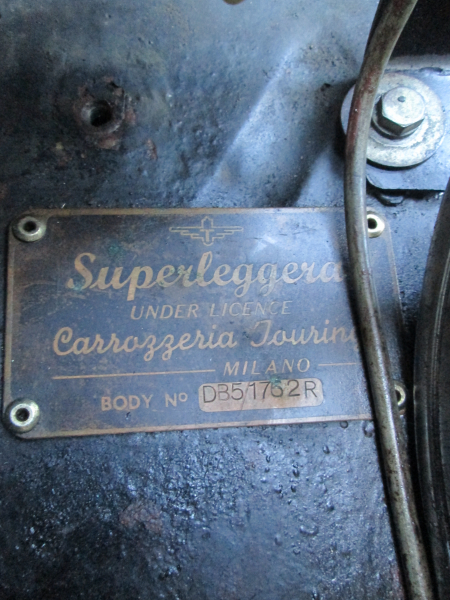 Superleggera
UNDER LICENCE
Carrozzeria Touring
MILANO
BODY Nº DB51762R